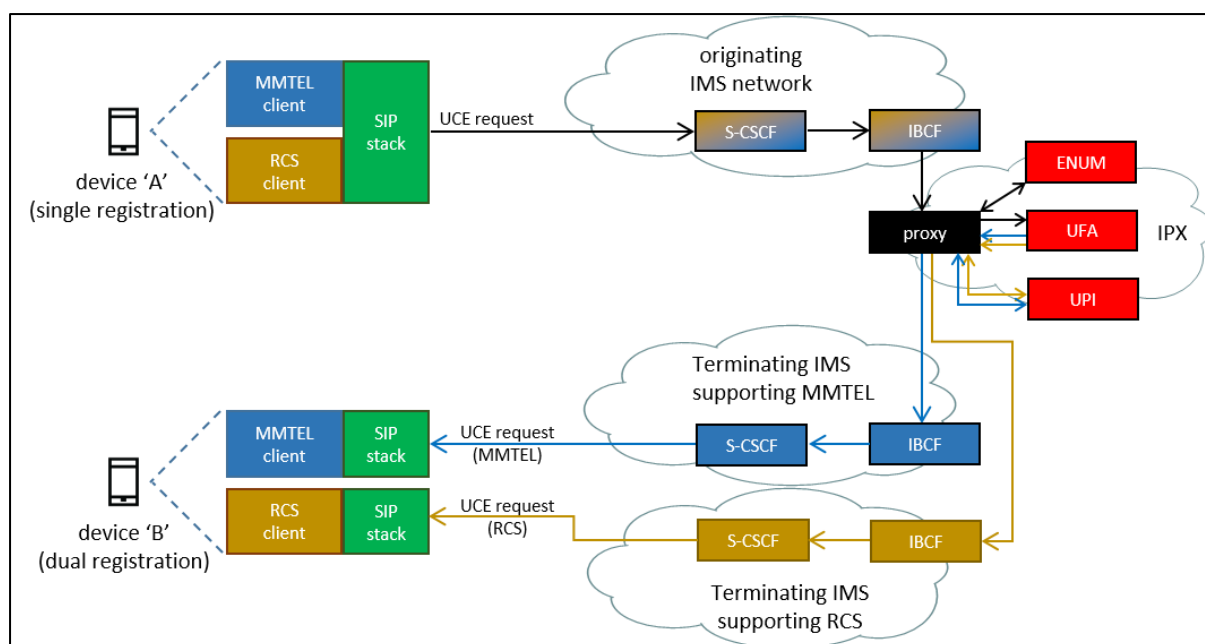 originating
IMS network
MMTEL
client
SIP
stack
RCS
client
UCE request
S-CSCF
IBCF
device ‘A’
(single registration)
ENUM
proxy
UFA
IPX
UPI
Terminating IMS
supporting MMTEL
MMTEL
client
SIP
stack
UCE request
(MMTEL)
S-CSCF
IBCF
RCS
client
SIP
stack
UCE request
(RCS)
S-CSCF
IBCF
device ‘B’
(dual registration)
Terminating IMS
supporting RCS